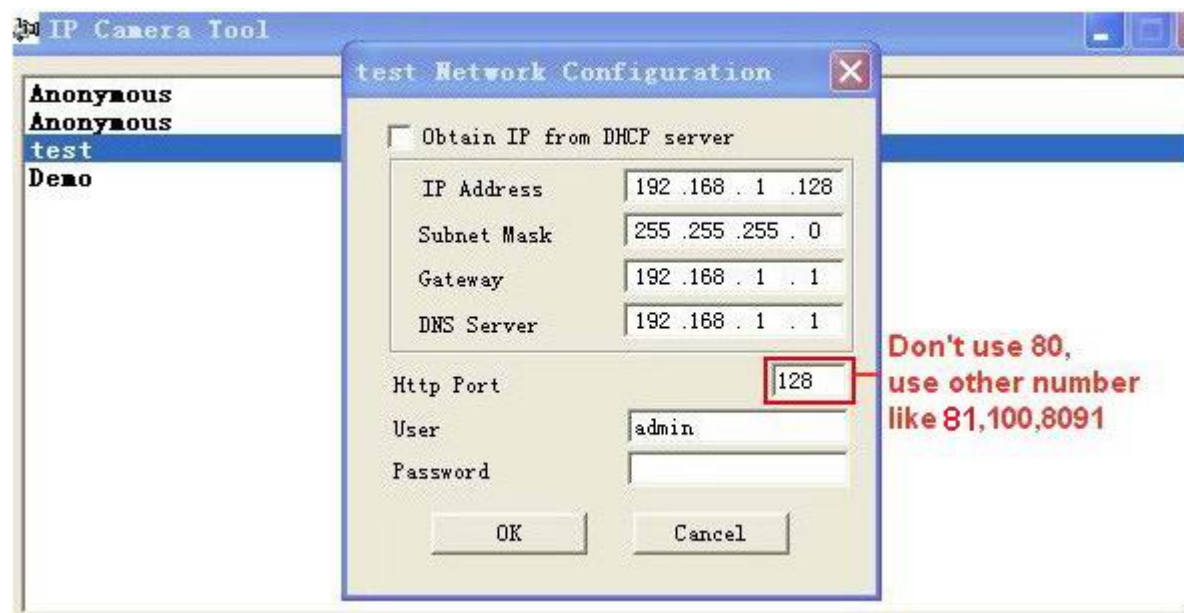 IP Camera Tool
test Network Configuration
Anonymous
Anonymous
test
Demo
Obtain IP from DHCP server
IP Address 192 .168 . 1 .128
Subnet Mask 255 .255 .255 . 0
Gateway 192 .168 . 1 . 1
DNS Server 192 .168 . 1 . 1
Http Port 128
User admin
Password
OK Cancel
Don't use 80,
use other number
like 81,100,8091